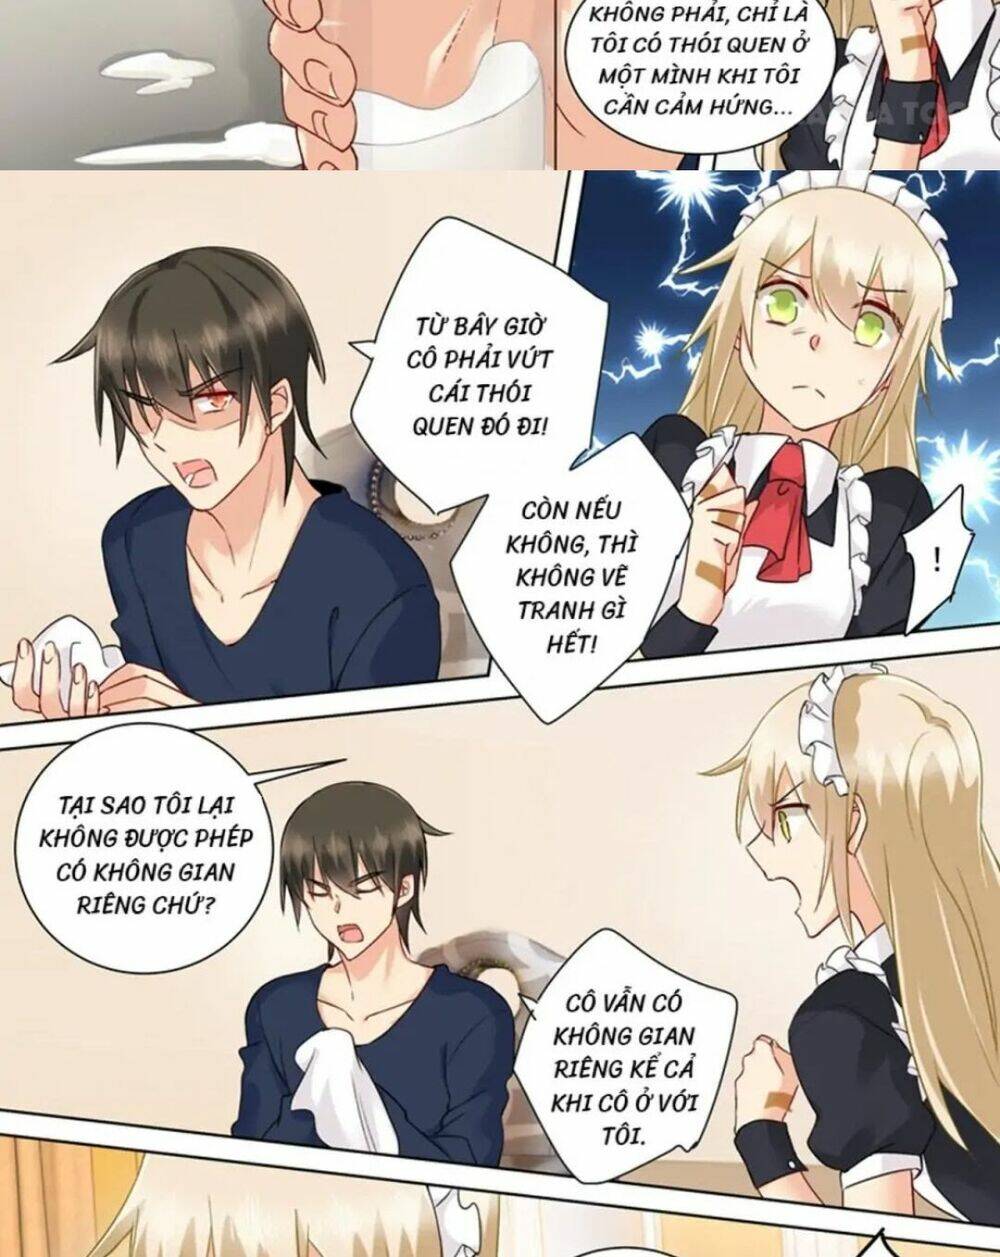 KHÔNG PHẢI, CHỈ LÀ
TÔI CÓ THÓI QUEN Ở
MỘT MÌNH KHI TÔI
CẦN CẢM HỨNG...
TỪ BÂY GIỜ
CÔ PHẢI VỨT
CÁI THÓI
QUEN ĐÓ ĐI!
CÒN NẾU
KHÔNG, THÌ
KHÔNG VẼ
TRANH GÌ
HẾT!
!
TẠI SAO TÔI LẠI
KHÔNG ĐƯỢC PHÉP
CÓ KHÔNG GIAN
RIÊNG CHỨ?
CÔ VẪN CÓ
KHÔNG GIAN
RIÊNG KỂ CẢ
KHI CÔ Ở VỚI
TÔI.